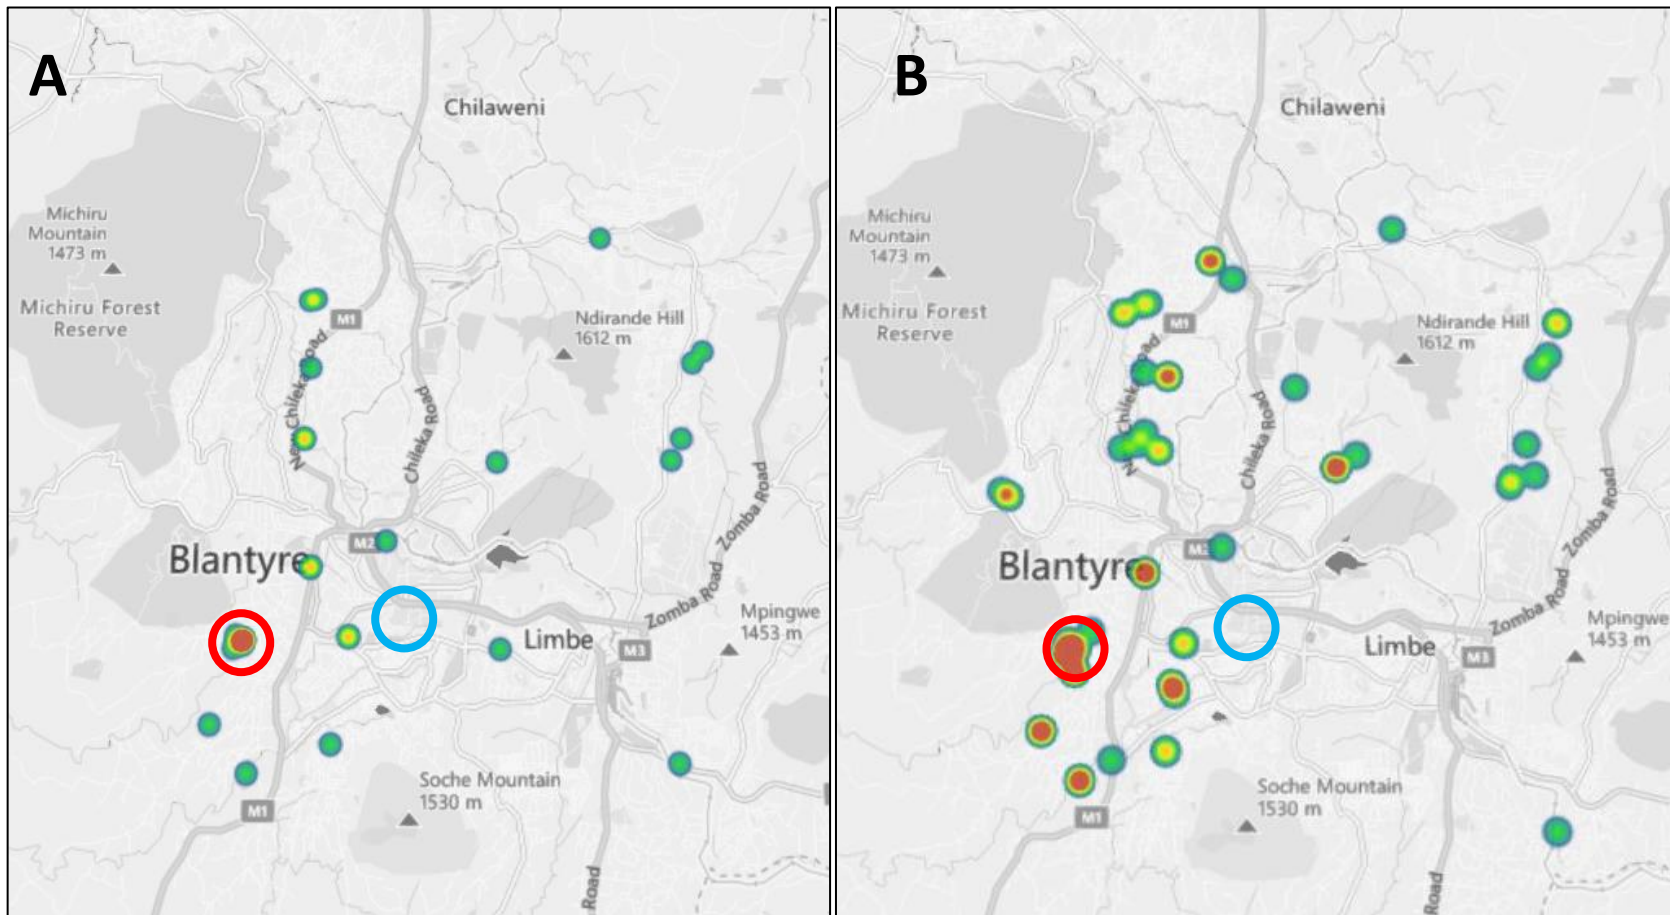 A
Chilaweni
Michiru
Mountain
1473 m
Michiru Forest
Reserve
M1
Ndirande Hill
1612 m
New Chileka Road
Chileka Road
Zomba Road
Blantyre
M2
Zomba Road
Mpingwe
1453 m
Limbe
M3
Soche Mountain
1530 m
M1
Road
B
Chilaweni
Michiru
Mountain
1473 m
Michiru Forest
Reserve
M1
Ndirande Hill
1612 m
Chileka Road
Zomba Road
Blantyre
Zomba Road
Mpingwe
1453 m
Limbe
M3
Soche Mountain
1530 m
M1
Road